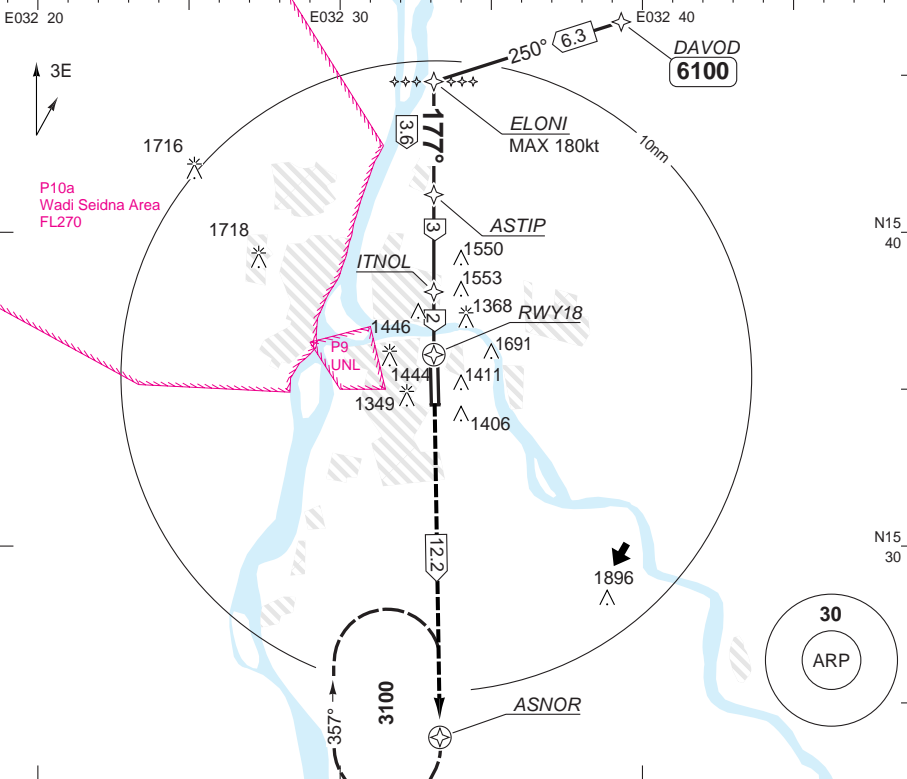 E032 20
E032 30
E032 40
3E
250°
6.3
DAVOD
6100
ELONI
MAX 180kt
3.6
177°
10nm
1716
P10a
Wadi Seidna Area
FL270
1718
ASTIP
3
1550
N15
40
ITNOL
1553
1368
2
RWY18
1446
P9
UNL
1691
1444
1411
1349
1406
12.2
N15
30
1896
30
ARP
3100
357°
ASNOR